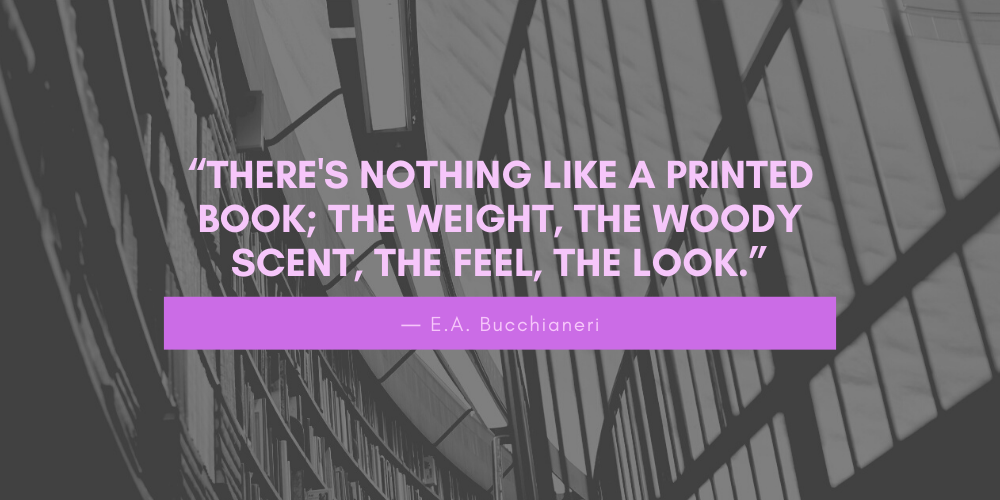 “THERE'S NOTHING LIKE A PRINTED
BOOK; THE WEIGHT, THE WOODY
SCENT, THE FEEL, THE LOOK.”
— E.A. Bucchianeri